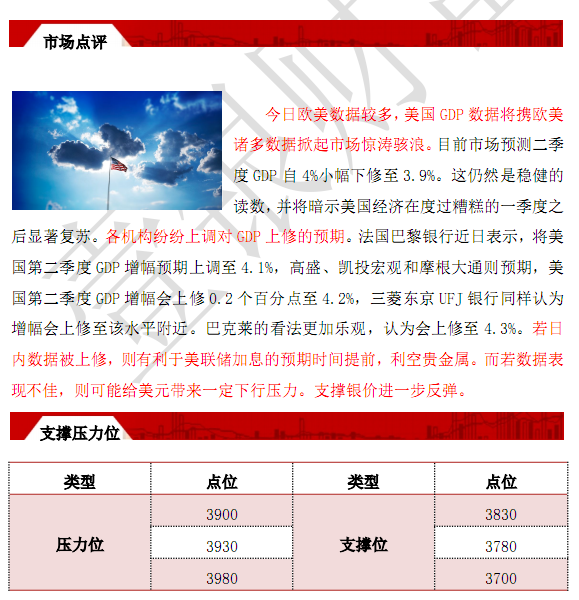 市场点评
今日欧美数据较多，美国 GDP 数据将携欧美
诸多数据掀起市场惊涛骇浪。目前市场预测二季
度 GDP 自 4%小幅下修至 3.9%。这仍然是稳健的
读数，并将暗示美国经济在度过糟糕的一季度之
后显著复苏。各机构纷纷上调对 GDP 上修的预期。法国巴黎银行近日表示，将美
国第二季度 GDP 增幅预期上调至 4.1%，高盛、凯投宏观和摩根大通则预期，美
国第二季度 GDP 增幅会上修 0.2 个百分点至 4.2%，三菱东京 UFJ 银行同样认为
增幅会上修至该水平附近。巴克莱的看法更加乐观，认为会上修至 4.3%。若日
内数据被上修，则有利于美联储加息的预期时间提前，利空贵金属。而若数据表
现不佳，则可能给美元带来一定下行压力。支撑银价进一步反弹。
支撑压力位
类型 点位 类型 点位
3900 3830
压力位 3930 支撑位 3780
3980 3700